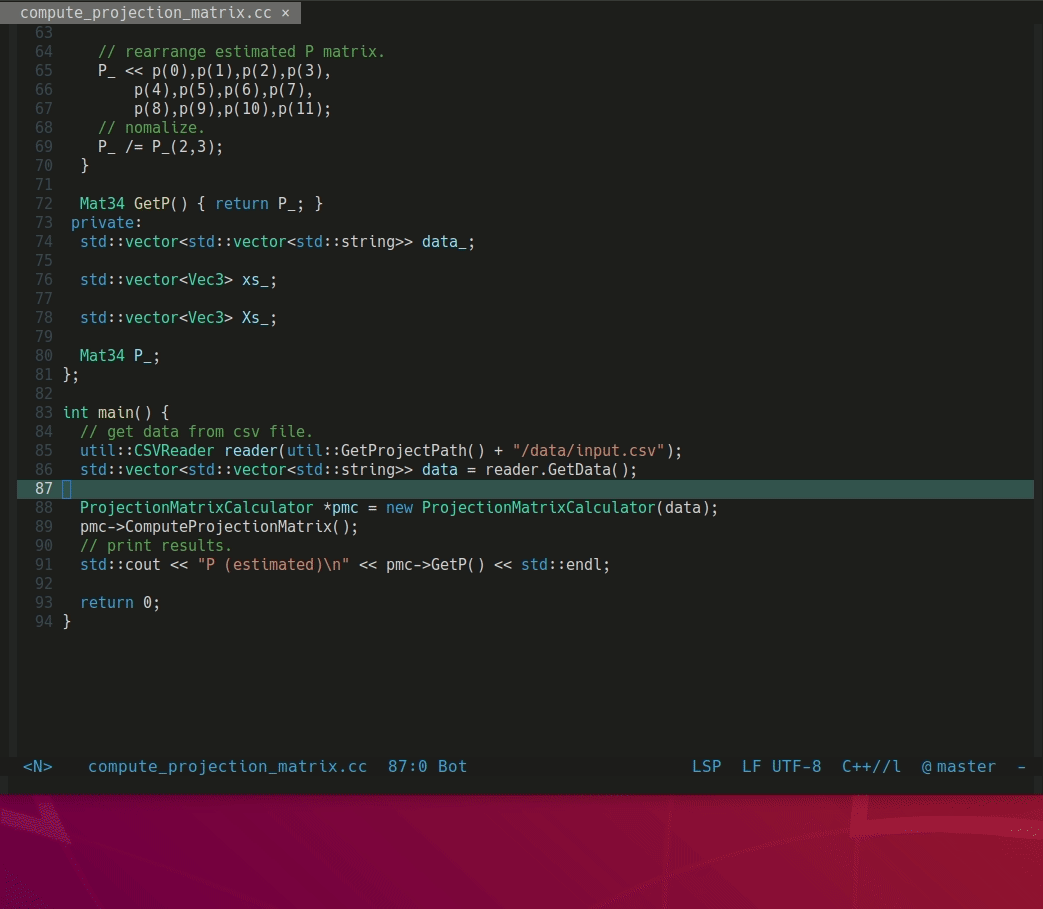 compute_projection_matrix.cc ×
63
64 // rearrange estimated P matrix.
65 P_ << p(0),p(1),p(2),p(3),
66 p(4),p(5),p(6),p(7),
67 p(8),p(9),p(10),p(11);
68 // nomalize.
69 P_ /= P_(2,3);
70 }
71
72 Mat34 GetP() { return P_; }
73 private:
74 std::vector<std::vector<std::string>> data_;
75
76 std::vector<Vec3> xs_;
77
78 std::vector<Vec3> Xs_;
79
80 Mat34 P_;
81 };
82
83 int main() {
84 // get data from csv file.
85 util::CSVReader reader(util::GetProjectPath() + "/data/input.csv");
86 std::vector<std::vector<std::string>> data = reader.GetData();
87
88 ProjectionMatrixCalculator *pmc = new ProjectionMatrixCalculator(data);
89 pmc->ComputeProjectionMatrix();
90 // print results.
91 std::cout << "P (estimated)\n" << pmc->GetP() << std::endl;
92
93 return 0;
94 }
<N> compute_projection_matrix.cc 87:0 Bot LSP LF UTF-8 C++//l @ master -